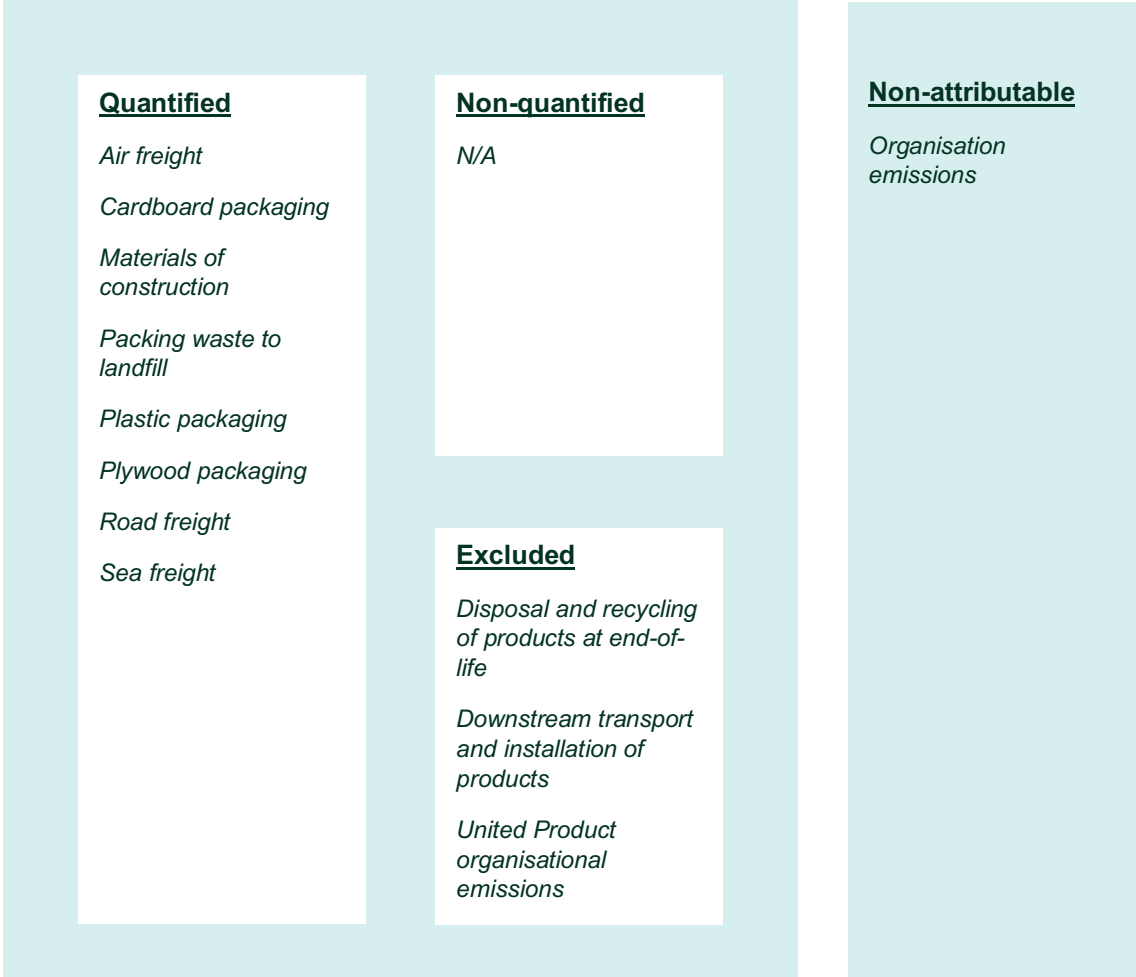 Quantified
Air freight
Cardboard packaging
Materials of
construction
Packing waste to
landfill
Plastic packaging
Plywood packaging
Road freight
Sea freight
Non-quantified
N/A
Excluded
Disposal and recycling
of products at end-of-
life
Downstream transport
and installation of
products
United Product
organisational
emissions
Non-attributable
Organisation
emissions